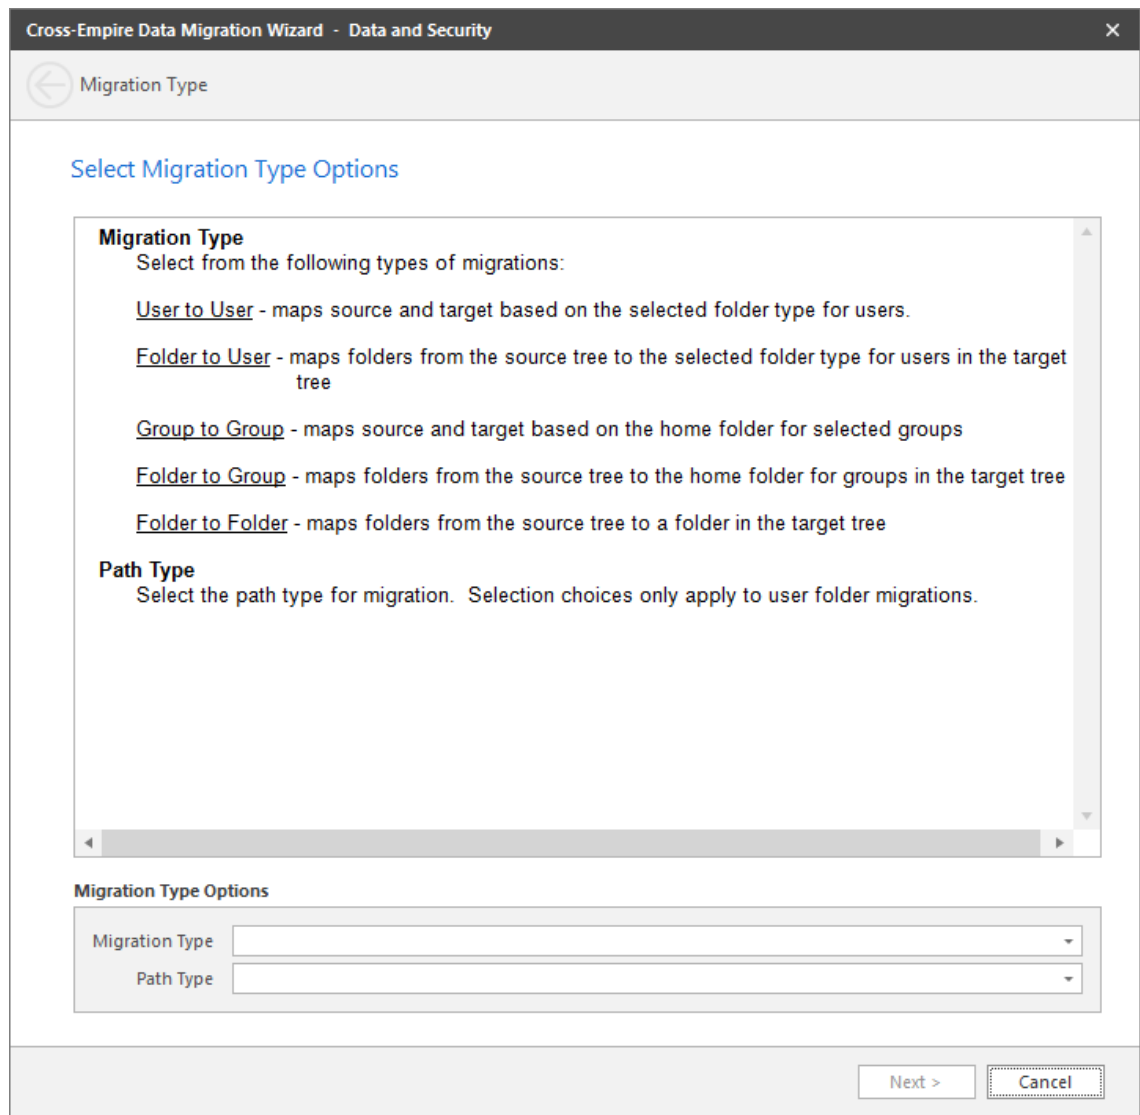 Cross-Empire Data Migration Wizard - Data and Security
Migration Type
Select Migration Type Options
Migration Type
Select from the following types of migrations:
User to User - maps source and target based on the selected folder type for users.
Folder to User - maps folders from the source tree to the selected folder type for users in the target
tree
Group to Group - maps source and target based on the home folder for selected groups
Folder to Group - maps folders from the source tree to the home folder for groups in the target tree
Folder to Folder - maps folders from the source tree to a folder in the target tree
Path Type
Select the path type for migration.  Selection choices only apply to user folder migrations.
Migration Type Options
Migration Type
Path Type
Next >
Cancel